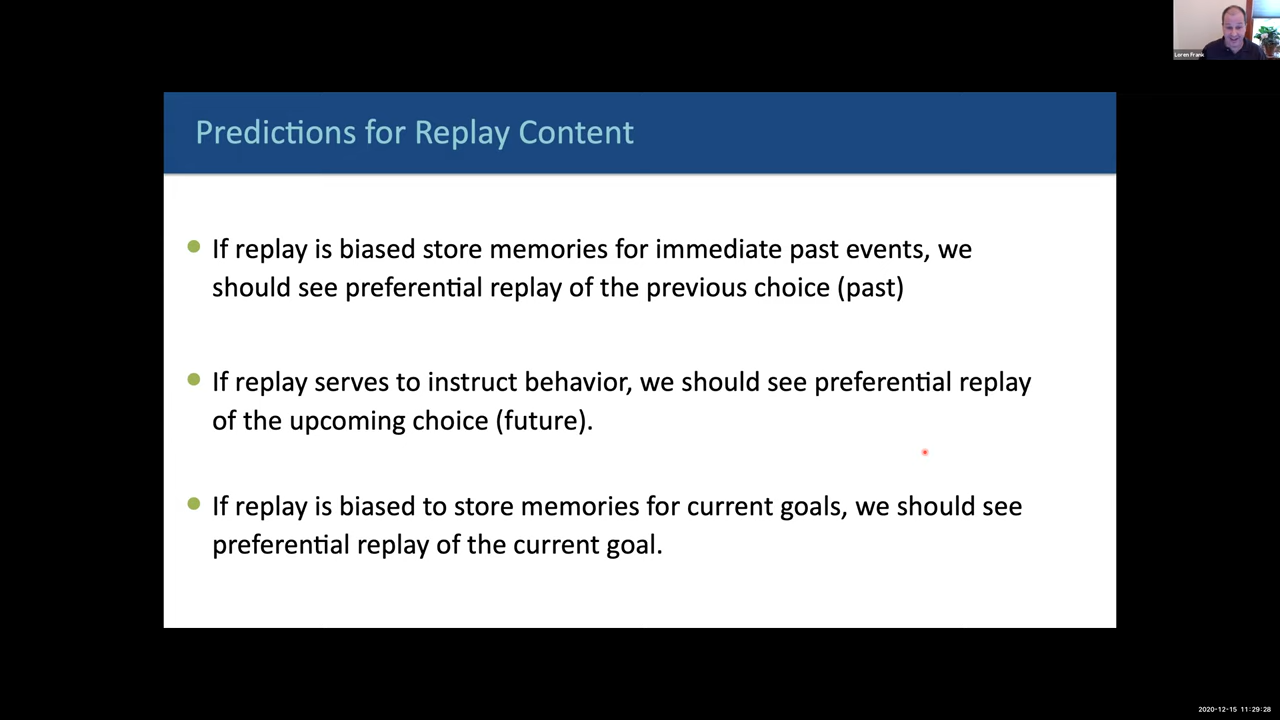 Loren Frank
Predictions for Replay Content
If replay is biased store memories for immediate past events, we
should see preferential replay of the previous choice (past)
If replay serves to instruct behavior, we should see preferential replay
of the upcoming choice (future).
If replay is biased to store memories for current goals, we should see
preferential replay of the current goal.
2020-12-15 11:29:28